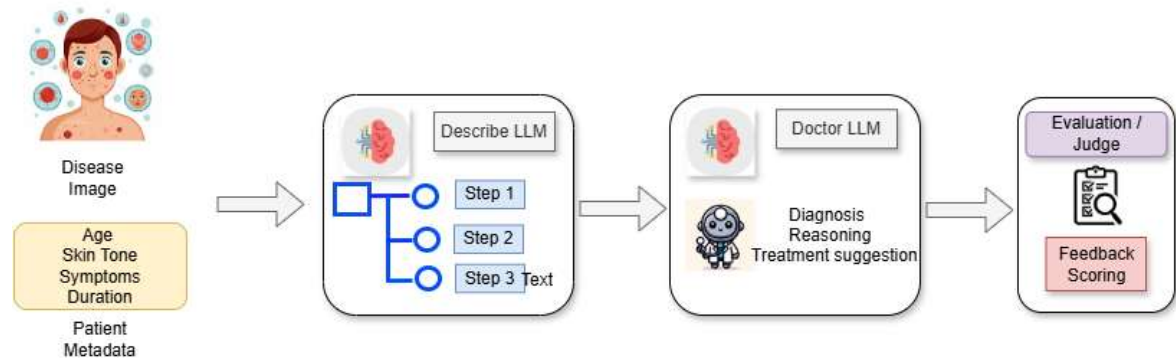 Disease
Image
Age
Skin Tone
Symptoms
Duration
Patient
Metadata
Describe LLM
Step 1
Step 2
Step 3 Text
Doctor LLM
Diagnosis
Reasoning
Treatment suggestion
Evaluation /
Judge
Feedback
Scoring